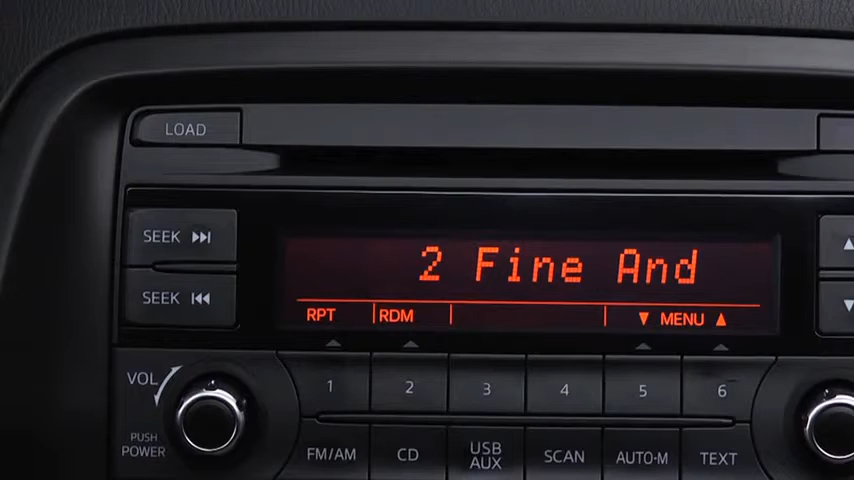 LOAD
SEEK
2 Fine And
SEEK
RPT RDM MENU
VOL
1 2 3 4 5 6
PUSH
POWER
FM/AM CD USB
AUX SCAN AUTO-M TEXT